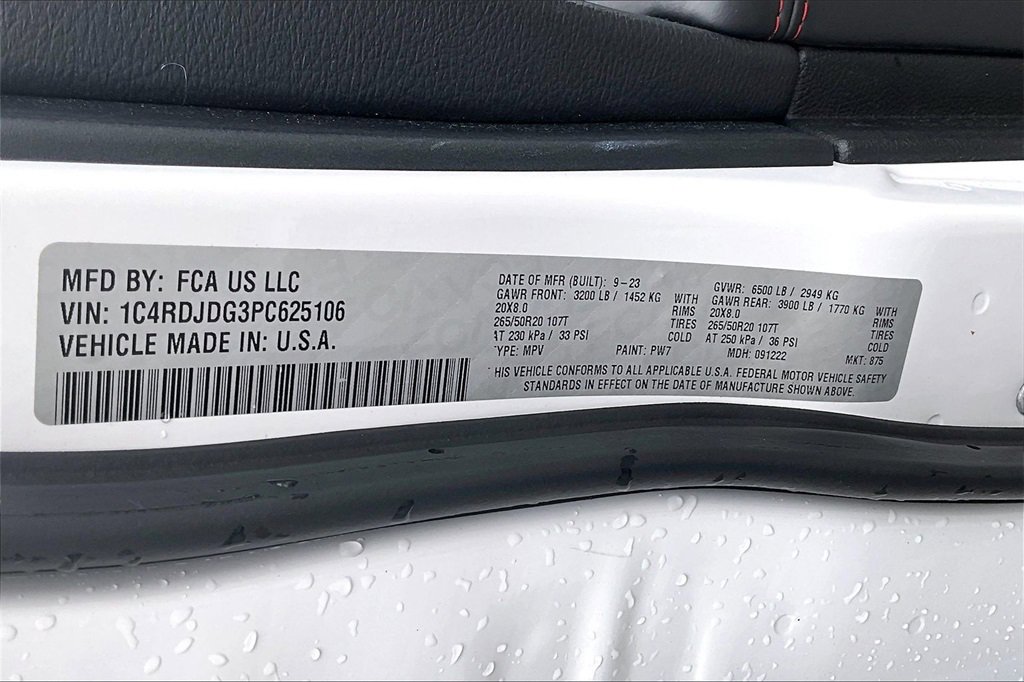 MFD BY: FCA US LLC
VIN: 1C4RDJDG3PC625106
VEHICLE MADE IN: U.S.A.
DATE OF MFR (BUILT): 9-23
GAWR FRONT: 3200 LB / 1452 KG WITH
20X8.0 RIMS
265/50R20 107T TIRES
AT 230 kPa / 33 PSI COLD
TYPE: MPV PAINT: PW7
GVWR: 6500 LB / 2949 KG
GAWR REAR: 3900 LB / 1770 KG WITH
20X8.0 RIMS
265/50R20 107T TIRES
AT 250 kPa / 36 PSI COLD
MDH: 091222 MKT: 875
HIS VEHICLE CONFORMS TO ALL APPLICABLE U.S.A. FEDERAL MOTOR VEHICLE SAFETY
STANDARDS IN EFFECT ON THE DATE OF MANUFACTURE SHOWN ABOVE.